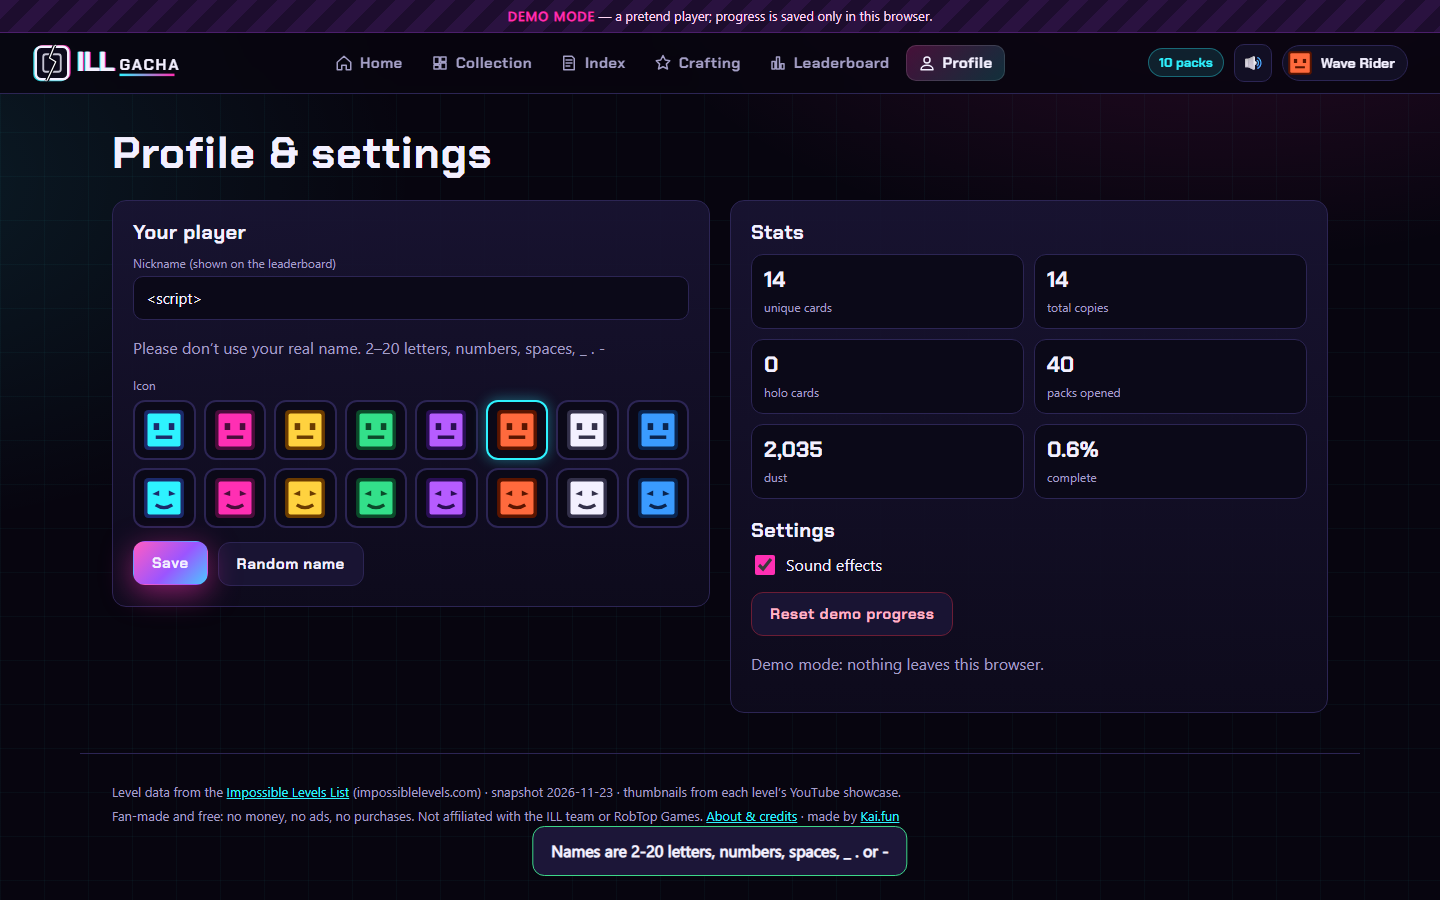 DEMO MODE — a pretend player; progress is saved only in this browser.
ILL GACHA
Home
Collection
Index
Crafting
Leaderboard
Profile
10 packs
Wave Rider
Profile & settings
Your player
Nickname (shown on the leaderboard)
<script>
Please don’t use your real name. 2–20 letters, numbers, spaces, _ . -
Icon
Save
Random name
Stats
14
unique cards
14
total copies
0
holo cards
40
packs opened
2,035
dust
0.6%
complete
Settings
Sound effects
Reset demo progress
Demo mode: nothing leaves this browser.
Level data from the Impossible Levels List (impossiblelevels.com) · snapshot 2026-11-23 · thumbnails from each level’s YouTube showcase.
Fan-made and free: no money, no ads, no purchases. Not affiliated with the ILL team or RobTop Games. About & credits · made by Kai.fun
Names are 2-20 letters, numbers, spaces, _ . or -